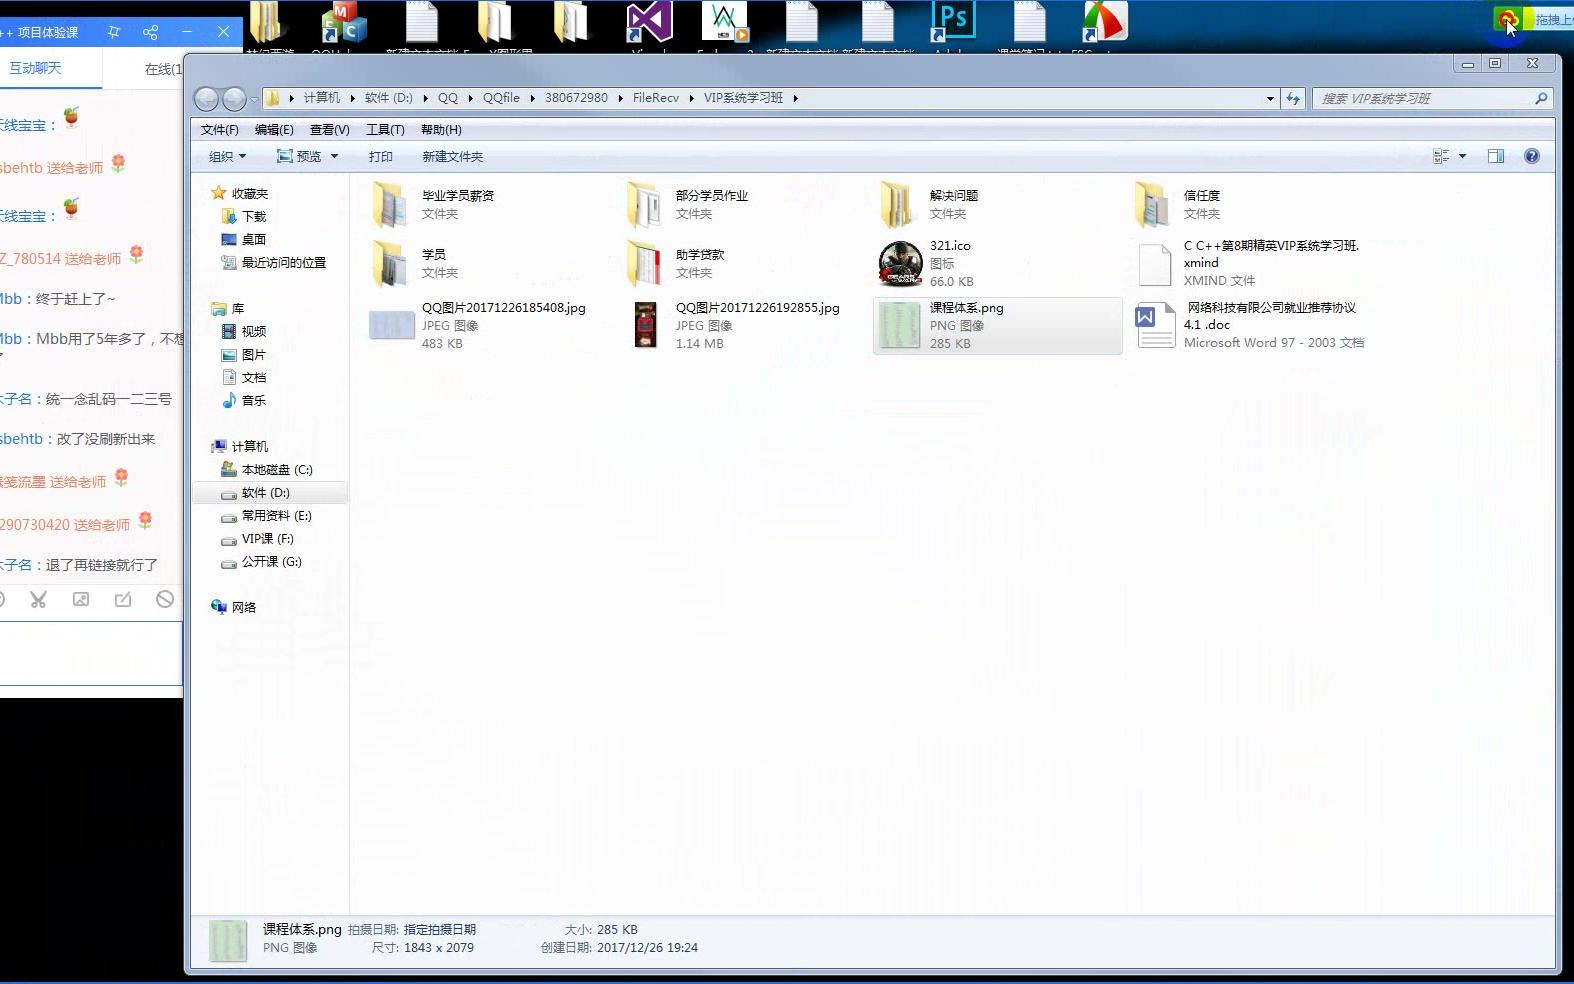 项目体验课
互动聊天
在线(1
天线宝宝：
sbehtb 送给老师
天线宝宝：
Z_780514 送给老师
Mbb：终于赶上了~
Mbb：Mbb用了5年多了，不想
木子名：统一念乱码一二三号
sbehtb：改了没刷新出来
笺流墨 送给老师
290730420 送给老师
木子名：退了再链接就行了
拖拽上
计算机
软件 (D:)
QQ
QQfile
380672980
FileRecv
VIP系统学习班
搜索 VIP系统学习班
文件(F) 编辑(E) 查看(V) 工具(T) 帮助(H)
组织 预览 打印 新建文件夹
收藏夹
下载
桌面
最近访问的位置
库
视频
图片
文档
音乐
计算机
本地磁盘 (C:)
软件 (D:)
常用资料 (E:)
VIP课 (F:)
公开课 (G:)
网络
毕业学员薪资
文件夹
部分学员作业
文件夹
解决问题
文件夹
信任度
文件夹
学员
文件夹
助学贷款
文件夹
321.ico
图标
66.0 KB
C C++第8期精英VIP系统学习班.
xmind
XMIND 文件
QQ图片20171226185408.jpg
JPEG 图像
483 KB
QQ图片20171226192855.jpg
JPEG 图像
1.14 MB
课程体系.png
PNG 图像
285 KB
网络科技有限公司就业推荐协议
4.1 .doc
Microsoft Word 97 - 2003 文档
课程体系.png 拍摄日期: 指定拍摄日期 大小: 285 KB
PNG 图像 尺寸: 1843 x 2079 创建日期: 2017/12/26 19:24